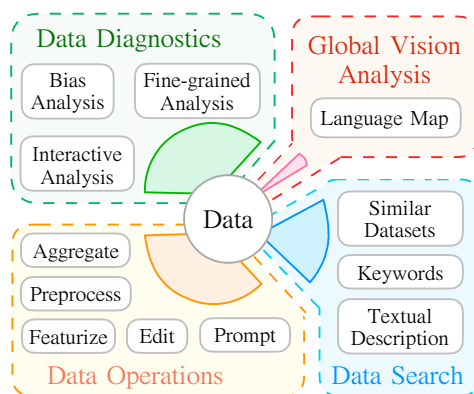 Data Diagnostics
Bias
Analysis
Fine-grained
Analysis
Interactive
Analysis
Global Vision
Analysis
Language Map
Data
Aggregate
Preprocess
Featurize
Edit
Prompt
Data Operations
Similar
Datasets
Keywords
Textual
Description
Data Search